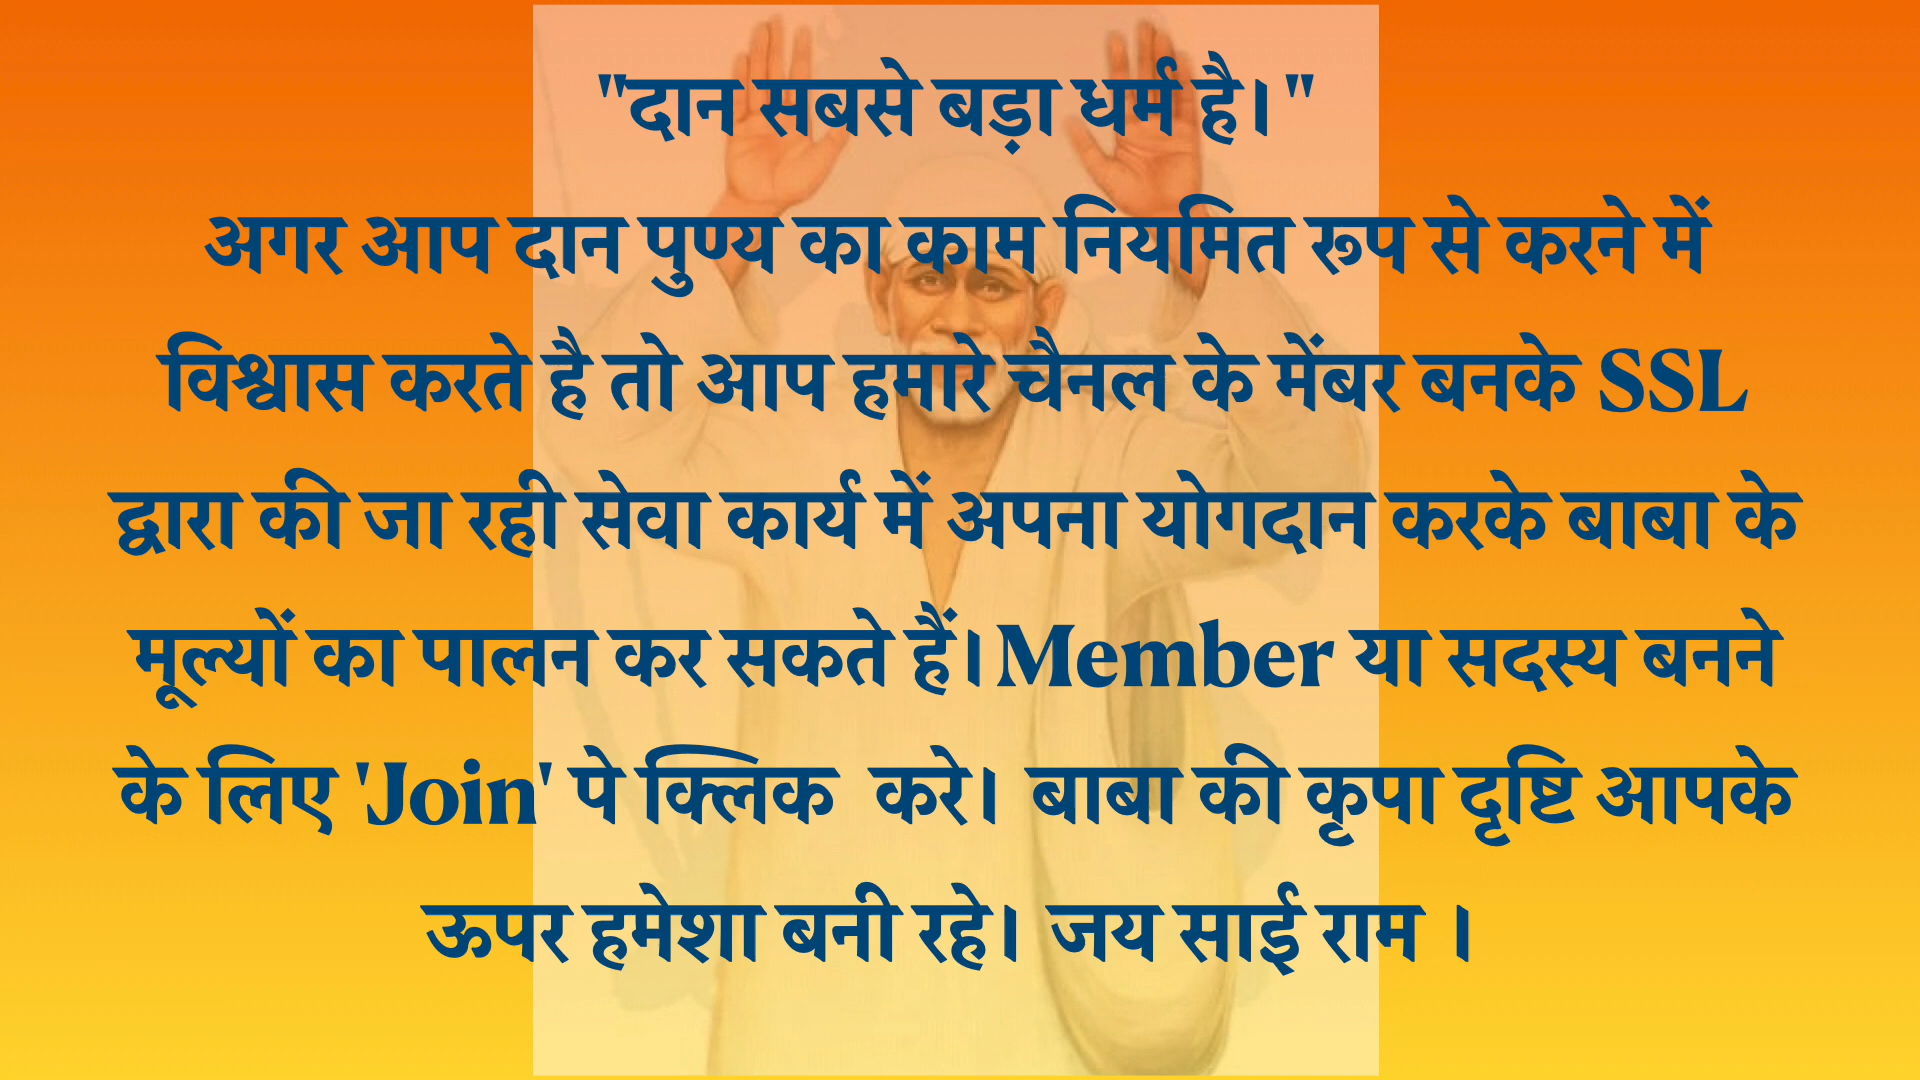 "दान सबसे बड़ा धर्म है।"
अगर आप दान पुण्य का काम नियमित रूप से करने में
विश्वास करते है तो आप हमारे चैनल के मेंबर बनके SSL
द्वारा की जा रही सेवा कार्य में अपना योगदान करके बाबा के
मूल्यों का पालन कर सकते हैं।Member या सदस्य बनने
के लिए 'Join' पे क्लिक करे। बाबा की कृपा दृष्टि आपके
ऊपर हमेशा बनी रहे। जय साई राम ।